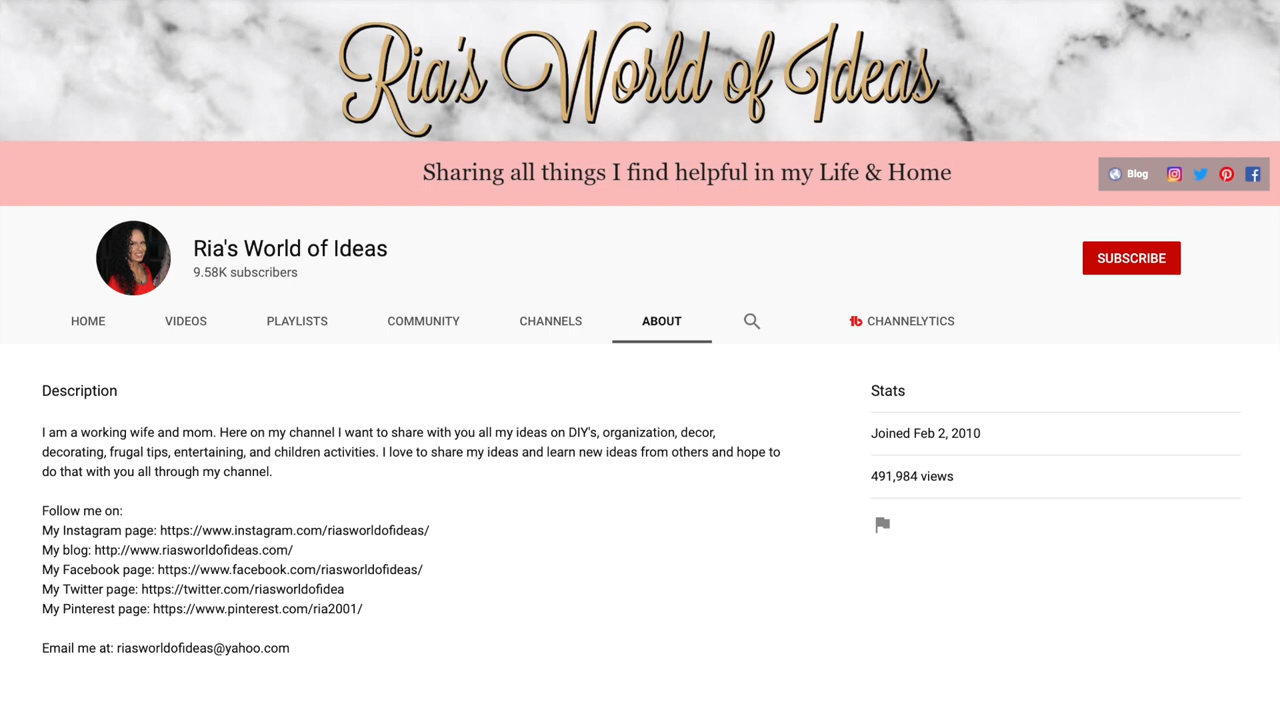 Ria's World of Ideas
Sharing all things I find helpful in my Life & Home
Blog
Ria's World of Ideas
9.58K subscribers
SUBSCRIBE
HOME VIDEOS PLAYLISTS COMMUNITY CHANNELS ABOUT CHANNELYTICS
Description
I am a working wife and mom. Here on my channel I want to share with you all my ideas on DIY's, organization, decor,
decorating, frugal tips, entertaining, and children activities. I love to share my ideas and learn new ideas from others and hope to
do that with you all through my channel.
Follow me on:
My Instagram page: https://www.instagram.com/riasworldofideas/
My blog: http://www.riasworldofideas.com/
My Facebook page: https://www.facebook.com/riasworldofideas/
My Twitter page: https://twitter.com/riasworldofidea
My Pinterest page: https://www.pinterest.com/ria2001/
Email me at: riasworldofideas@yahoo.com
Stats
Joined Feb 2, 2010
491,984 views